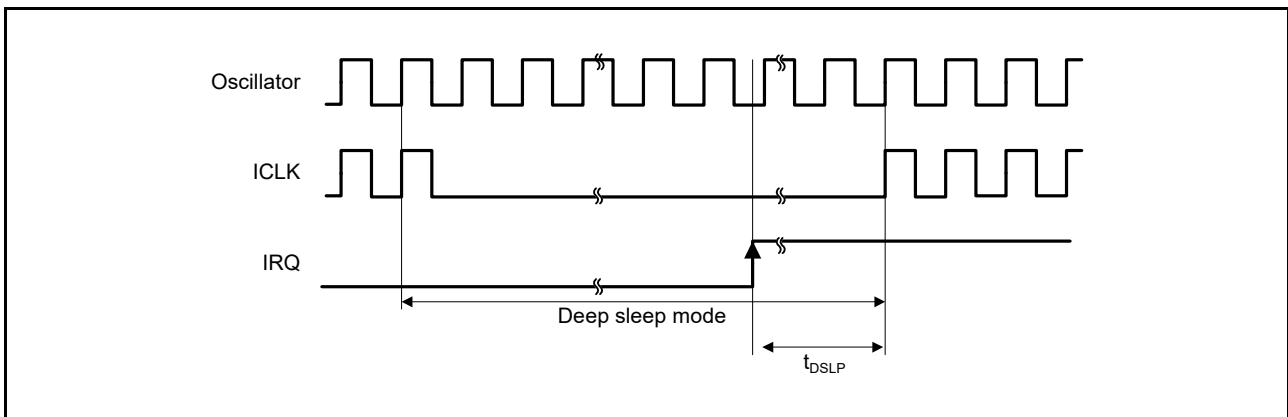 Oscillator
ICLK
IRQ
Deep sleep mode
tDSLP